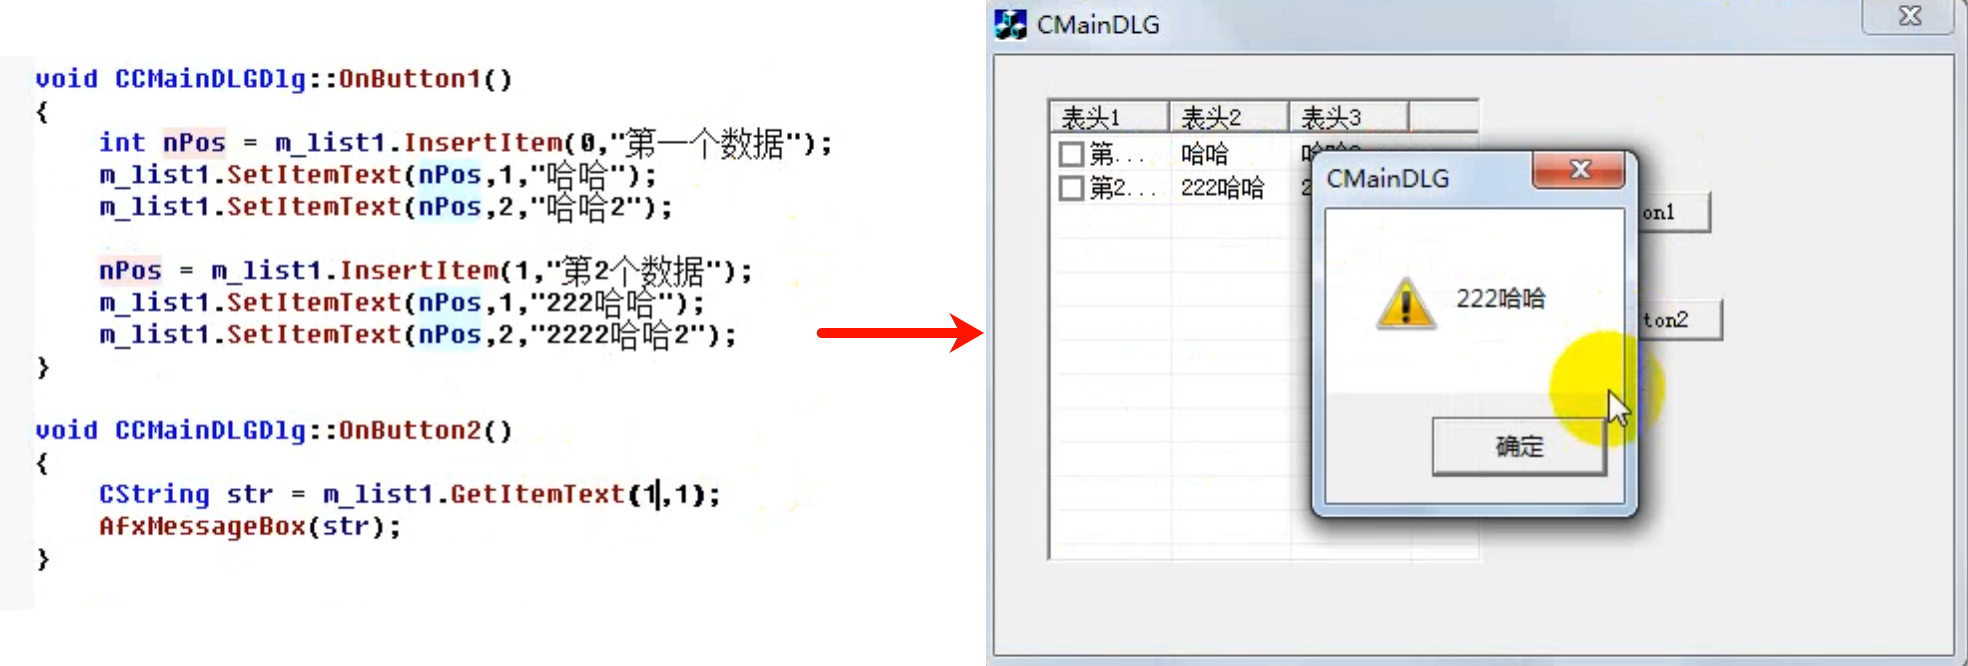 void CCMainDLGDlg::OnButton1()
{
int nPos = m_list1.InsertItem(0,"第一个数据");
m_list1.SetItemText(nPos,1,"哈哈");
m_list1.SetItemText(nPos,2,"哈哈2");
nPos = m_list1.InsertItem(1,"第2个数据");
m_list1.SetItemText(nPos,1,"222哈哈");
m_list1.SetItemText(nPos,2,"2222哈哈2");
}
void CCMainDLGDlg::OnButton2()
{
CString str = m_list1.GetItemText(1,1);
AfxMessageBox(str);
}
CMainDLG
表头1 表头2 表头3
第... 哈哈
第2... 222哈哈 2
CMainDLG
222哈哈
确定
on1
ton2